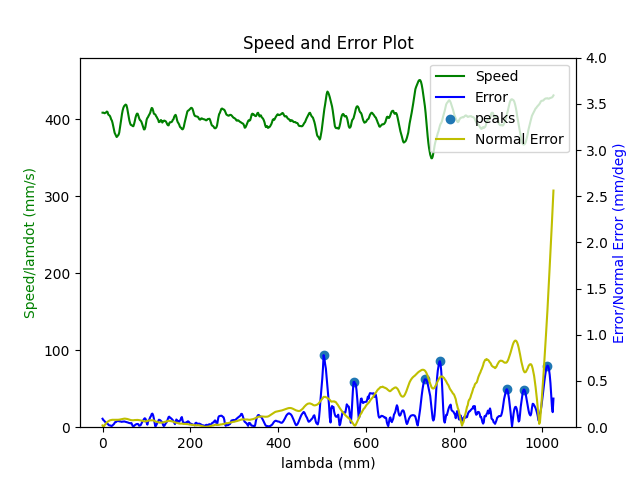 Speed and Error Plot
Speed
Error
peaks
Normal Error
Speed/lamdot (mm/s)
400
300
200
100
0
4.0
3.5
3.0
2.5
2.0
1.5
1.0
0.5
0.0
Error/Normal Error (mm/deg)
0 200 400 600 800 1000
lambda (mm)